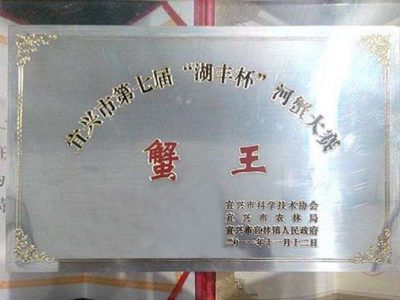 宜兴市第七届“湖丰杯”河蟹大赛
蟹王
宜兴市科学技术协会
宜兴市农林局
宜兴市官林镇人民政府
二〇一一年十一月十二日